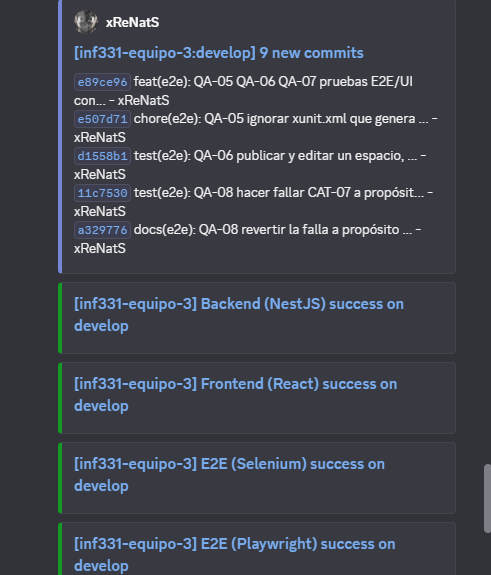 xReNatS
[inf331-equipo-3:develop] 9 new commits
e89ce96 feat(e2e): QA-05 QA-06 QA-07 pruebas E2E/UI
con... - xReNatS
e507d71 chore(e2e): QA-05 ignorar xunit.xml que genera ... -
xReNatS
d1558b1 test(e2e): QA-06 publicar y editar un espacio, ... -
xReNatS
11c7530 test(e2e): QA-08 hacer fallar CAT-07 a propósit... -
xReNatS
a329776 docs(e2e): QA-08 revertir la falla a propósito ... -
xReNatS
[inf331-equipo-3] Backend (NestJS) success on
develop
[inf331-equipo-3] Frontend (React) success on
develop
[inf331-equipo-3] E2E (Selenium) success on
develop
[inf331-equipo-3] E2E (Playwright) success on
develop